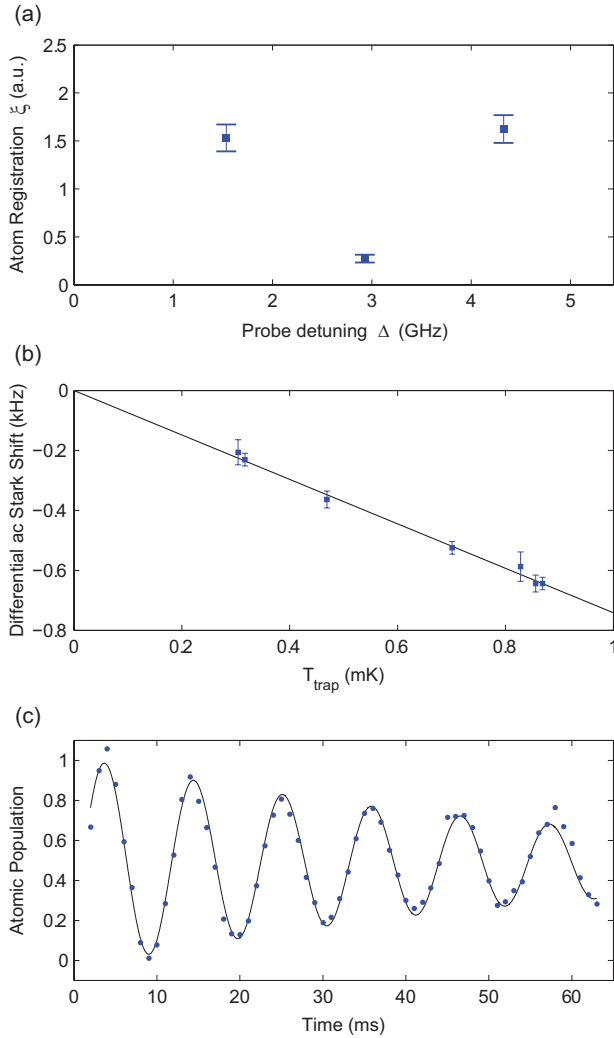 (a)
2.5
2
1.5
1
0.5
0
Atom Registration ξ (a.u.)
0 1 2 3 4 5
Probe detuning Δ (GHz)
(b)
0
−0.2
−0.4
−0.6
−0.8
Differential ac Stark Shift (kHz)
0 0.2 0.4 0.6 0.8 1
T_trap (mK)
(c)
1
0.8
0.6
0.4
0.2
0
Atomic Population
0 10 20 30 40 50 60
Time (ms)